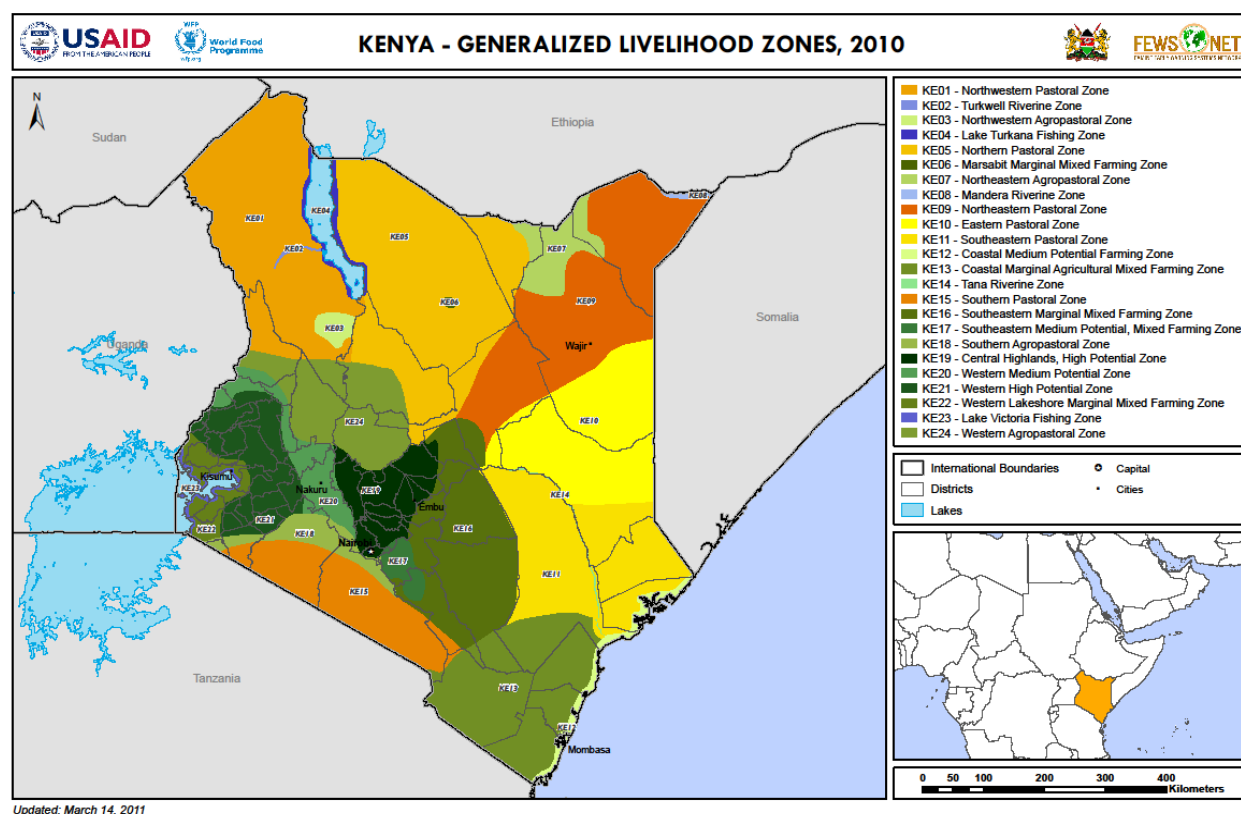 USAID
FROM THE AMERICAN PEOPLE
WFP
wfp.org
World Food
Programme
KENYA - GENERALIZED LIVELIHOOD ZONES, 2010
FEWS NET
FAMINE EARLY WARNING SYSTEMS NETWORK
N
Sudan
Ethiopia
Uganda
Somalia
Tanzania
KE01
KE02
KE03
KE04
KE05
KE06
KE07
KE08
KE09
Wajir
KE10
KE24
KE14
Kisumu
KE23
Nakuru
KE20
KE19
Embu
KE16
KE21
KE22
KE18
Nairobi
KE17
KE15
KE11
KE13
KE12
Mombasa
KE01 - Northwestern Pastoral Zone
KE02 - Turkwell Riverine Zone
KE03 - Northwestern Agropastoral Zone
KE04 - Lake Turkana Fishing Zone
KE05 - Northern Pastoral Zone
KE06 - Marsabit Marginal Mixed Farming Zone
KE07 - Northeastern Agropastoral Zone
KE08 - Mandera Riverine Zone
KE09 - Northeastern Pastoral Zone
KE10 - Eastern Pastoral Zone
KE11 - Southeastern Pastoral Zone
KE12 - Coastal Medium Potential Farming Zone
KE13 - Coastal Marginal Agricultural Mixed Farming Zone
KE14 - Tana Riverine Zone
KE15 - Southern Pastoral Zone
KE16 - Southeastern Marginal Mixed Farming Zone
KE17 - Southeastern Medium Potential, Mixed Farming Zone
KE18 - Southern Agropastoral Zone
KE19 - Central Highlands, High Potential Zone
KE20 - Western Medium Potential Zone
KE21 - Western High Potential Zone
KE22 - Western Lakeshore Marginal Mixed Farming Zone
KE23 - Lake Victoria Fishing Zone
KE24 - Western Agropastoral Zone
International Boundaries
Districts
Lakes
Capital
Cities
0 50 100 200 300 400
Kilometers
Updated: March 14, 2011